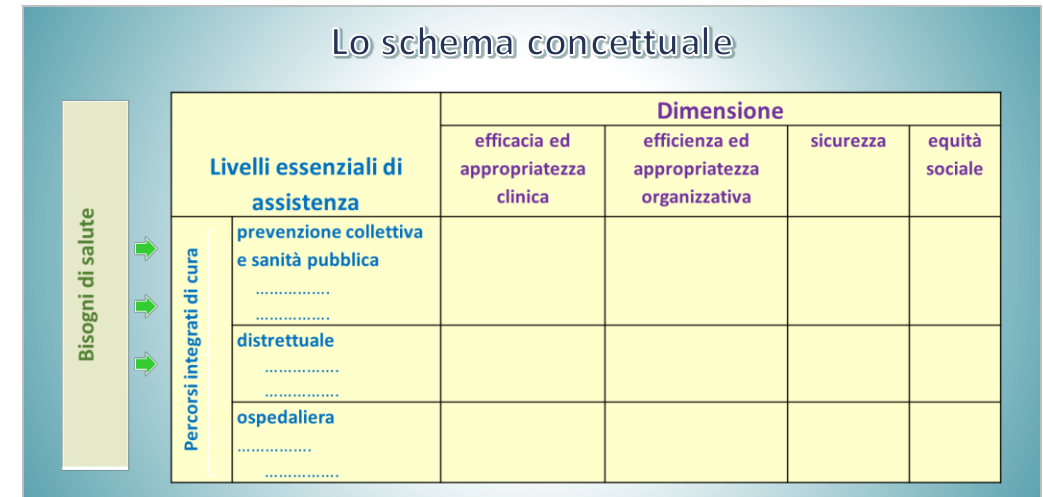 Lo schema concettuale
Bisogni di salute
Livelli essenziali di
assistenza
Dimensione
efficacia ed
appropriatezza
clinica
efficienza ed
appropriatezza
organizzativa
sicurezza
equità
sociale
Percorsi integrati di cura
prevenzione collettiva
e sanità pubblica
…………….
…………….
distrettuale
…………….
…………….
ospedaliera
…………….
…………….